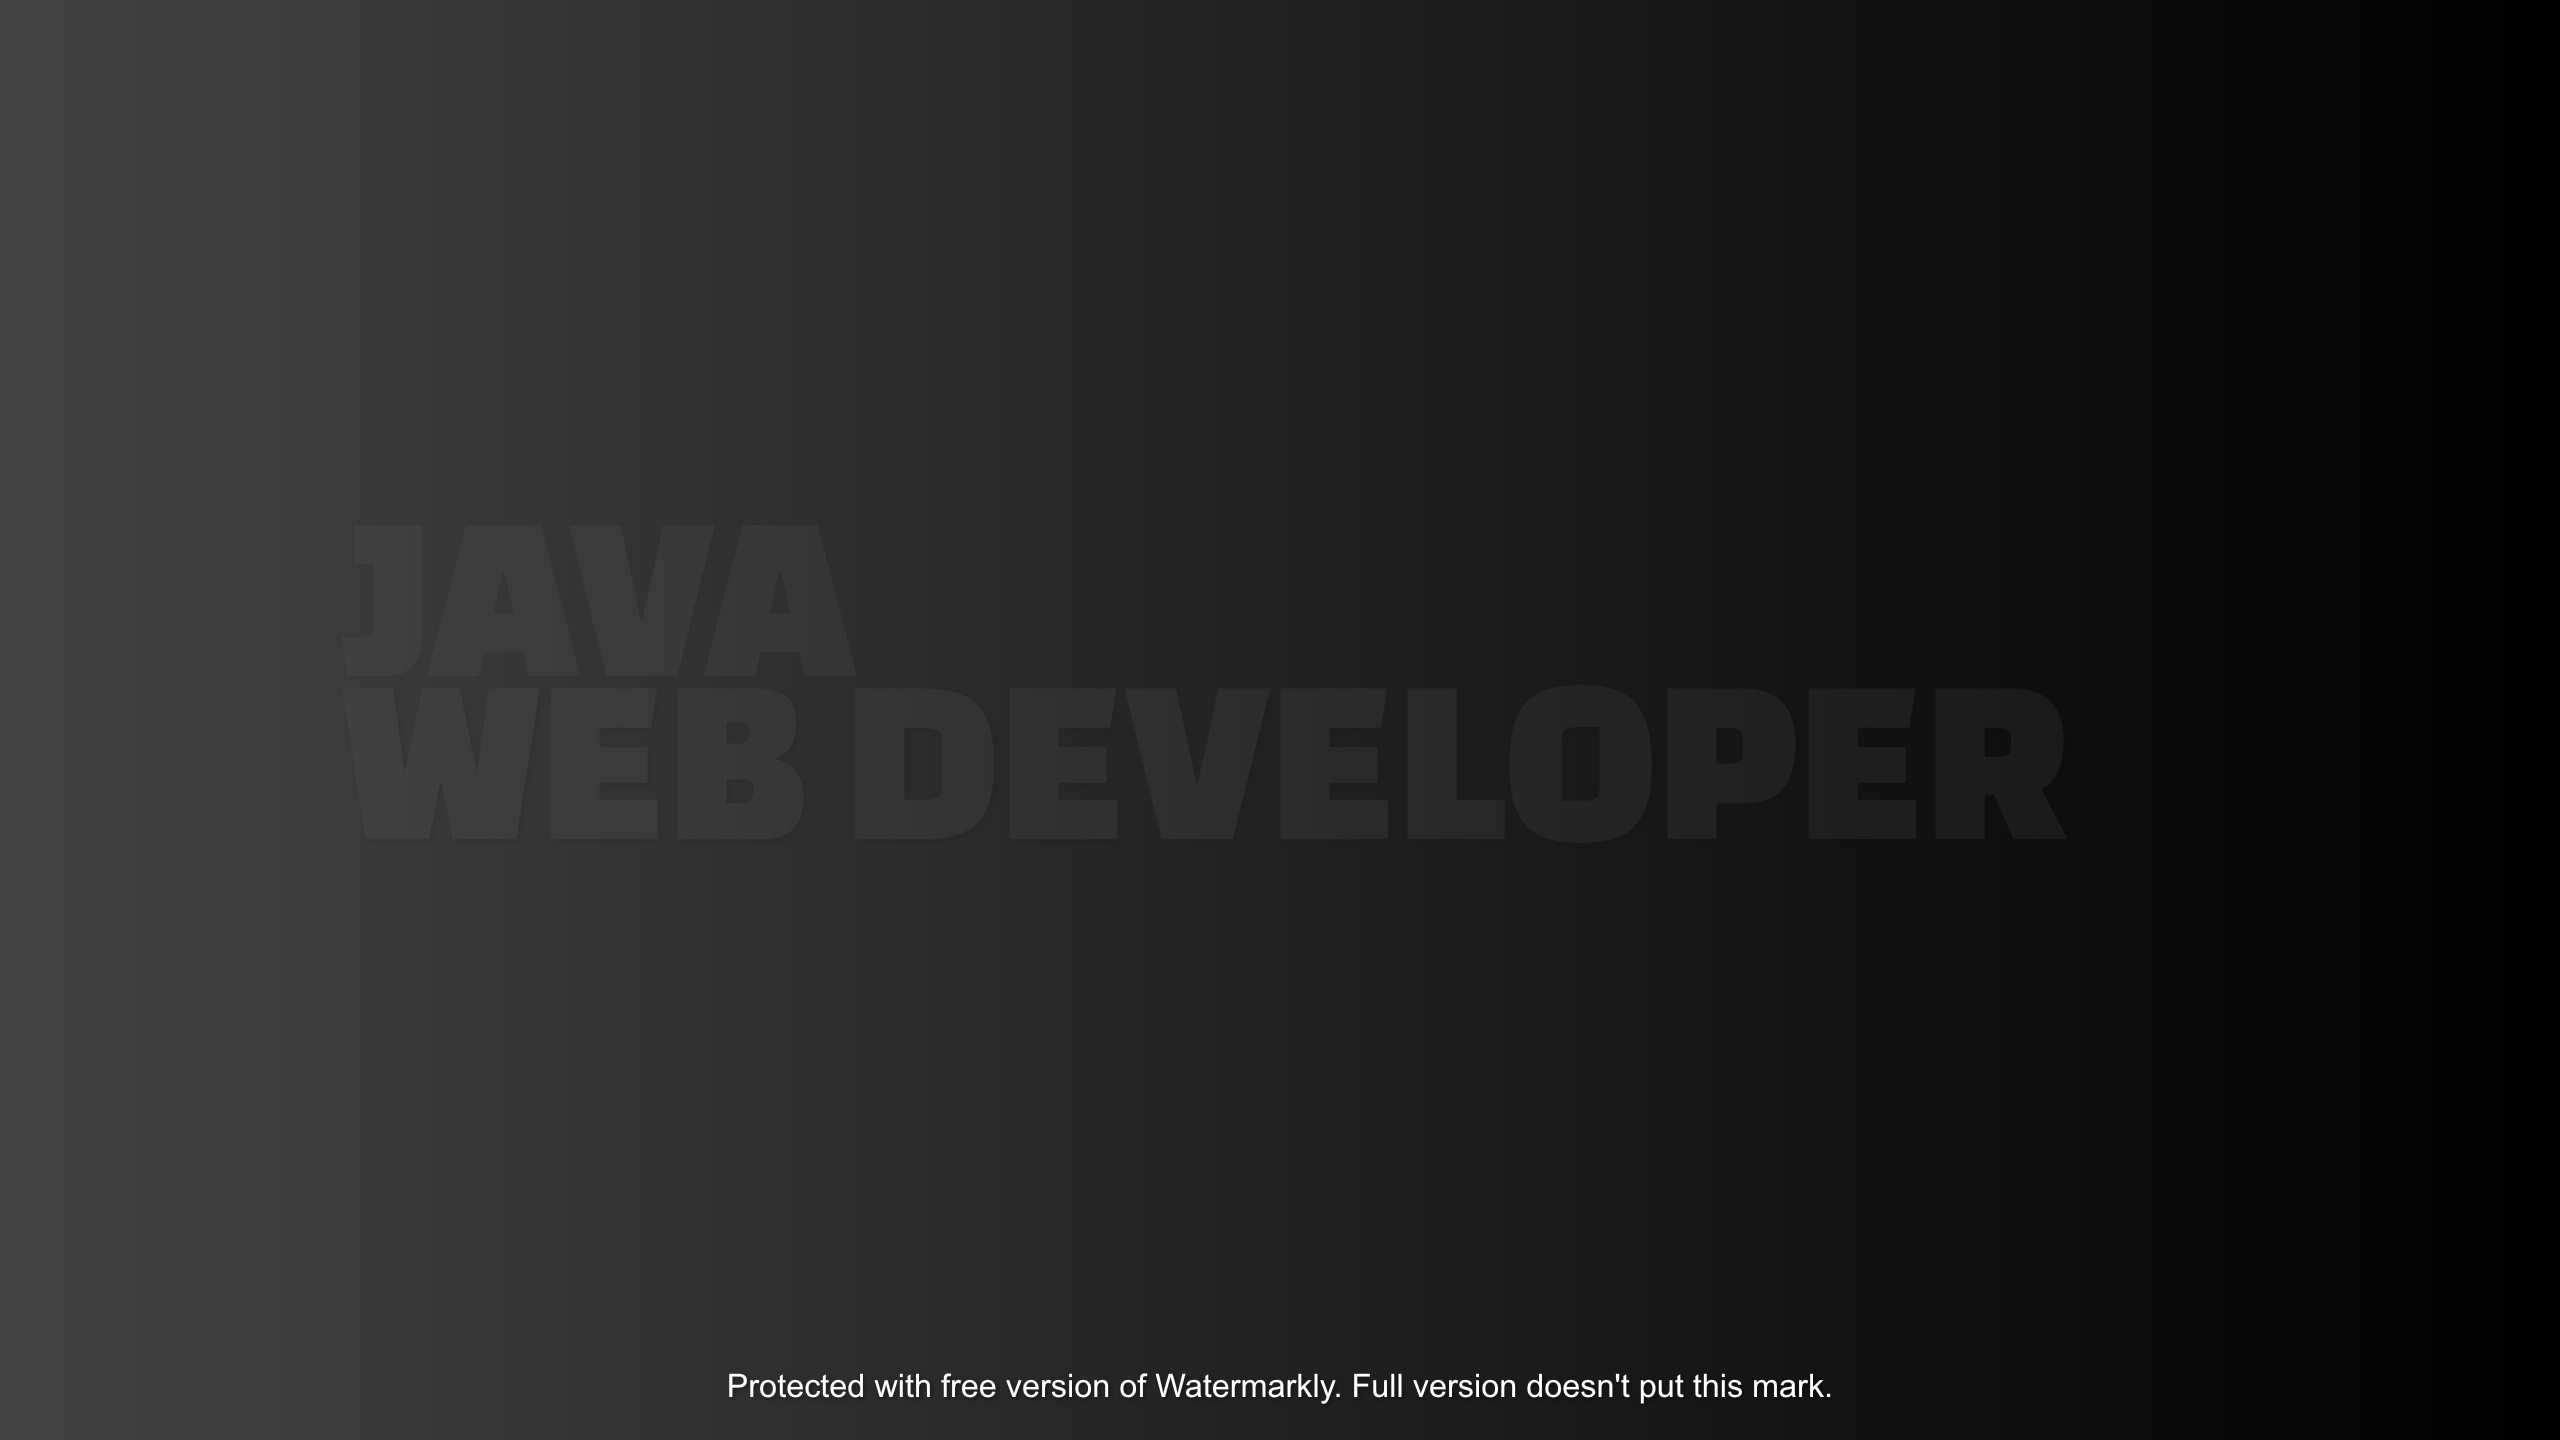 JAVA
WEB DEVELOPER
Protected with free version of Watermarkly. Full version doesn't put this mark.